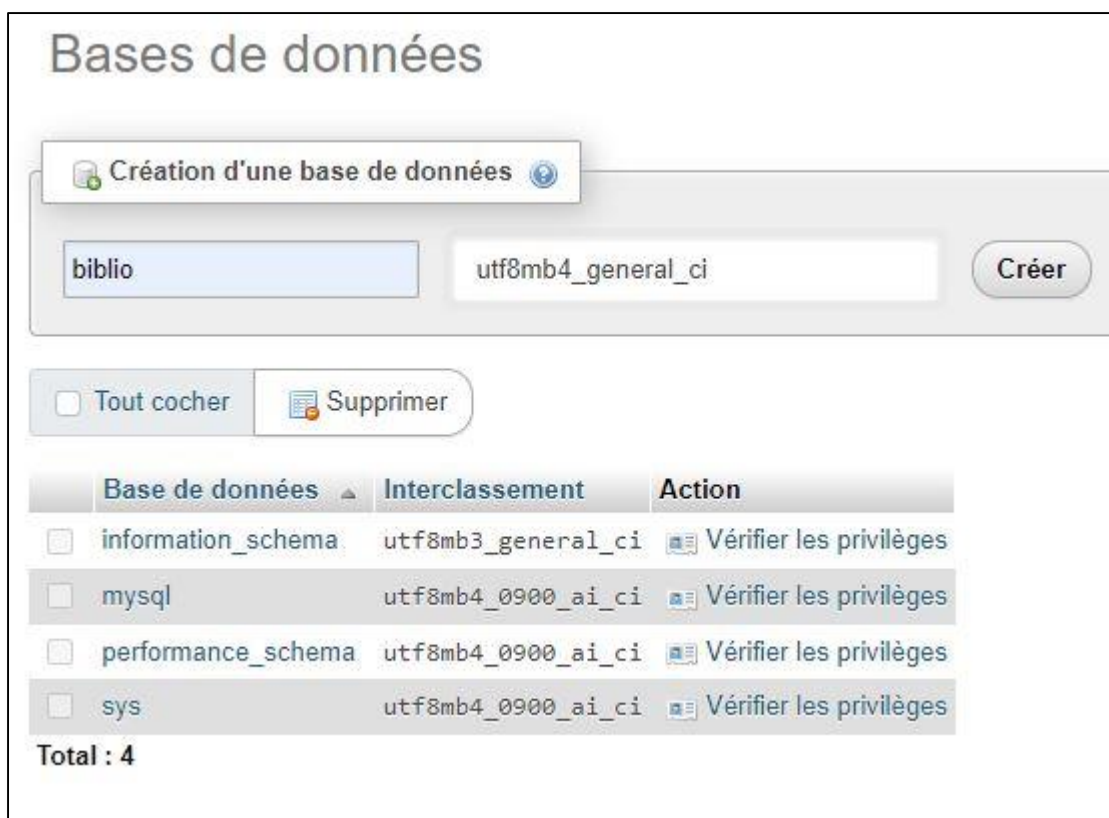 Bases de données
Création d'une base de données
biblio utf8mb4_general_ci Créer
Tout cocher Supprimer
Base de données Interclassement Action
information_schema utf8mb3_general_ci Vérifier les privilèges
mysql utf8mb4_0900_ai_ci Vérifier les privilèges
performance_schema utf8mb4_0900_ai_ci Vérifier les privilèges
sys utf8mb4_0900_ai_ci Vérifier les privilèges
Total : 4